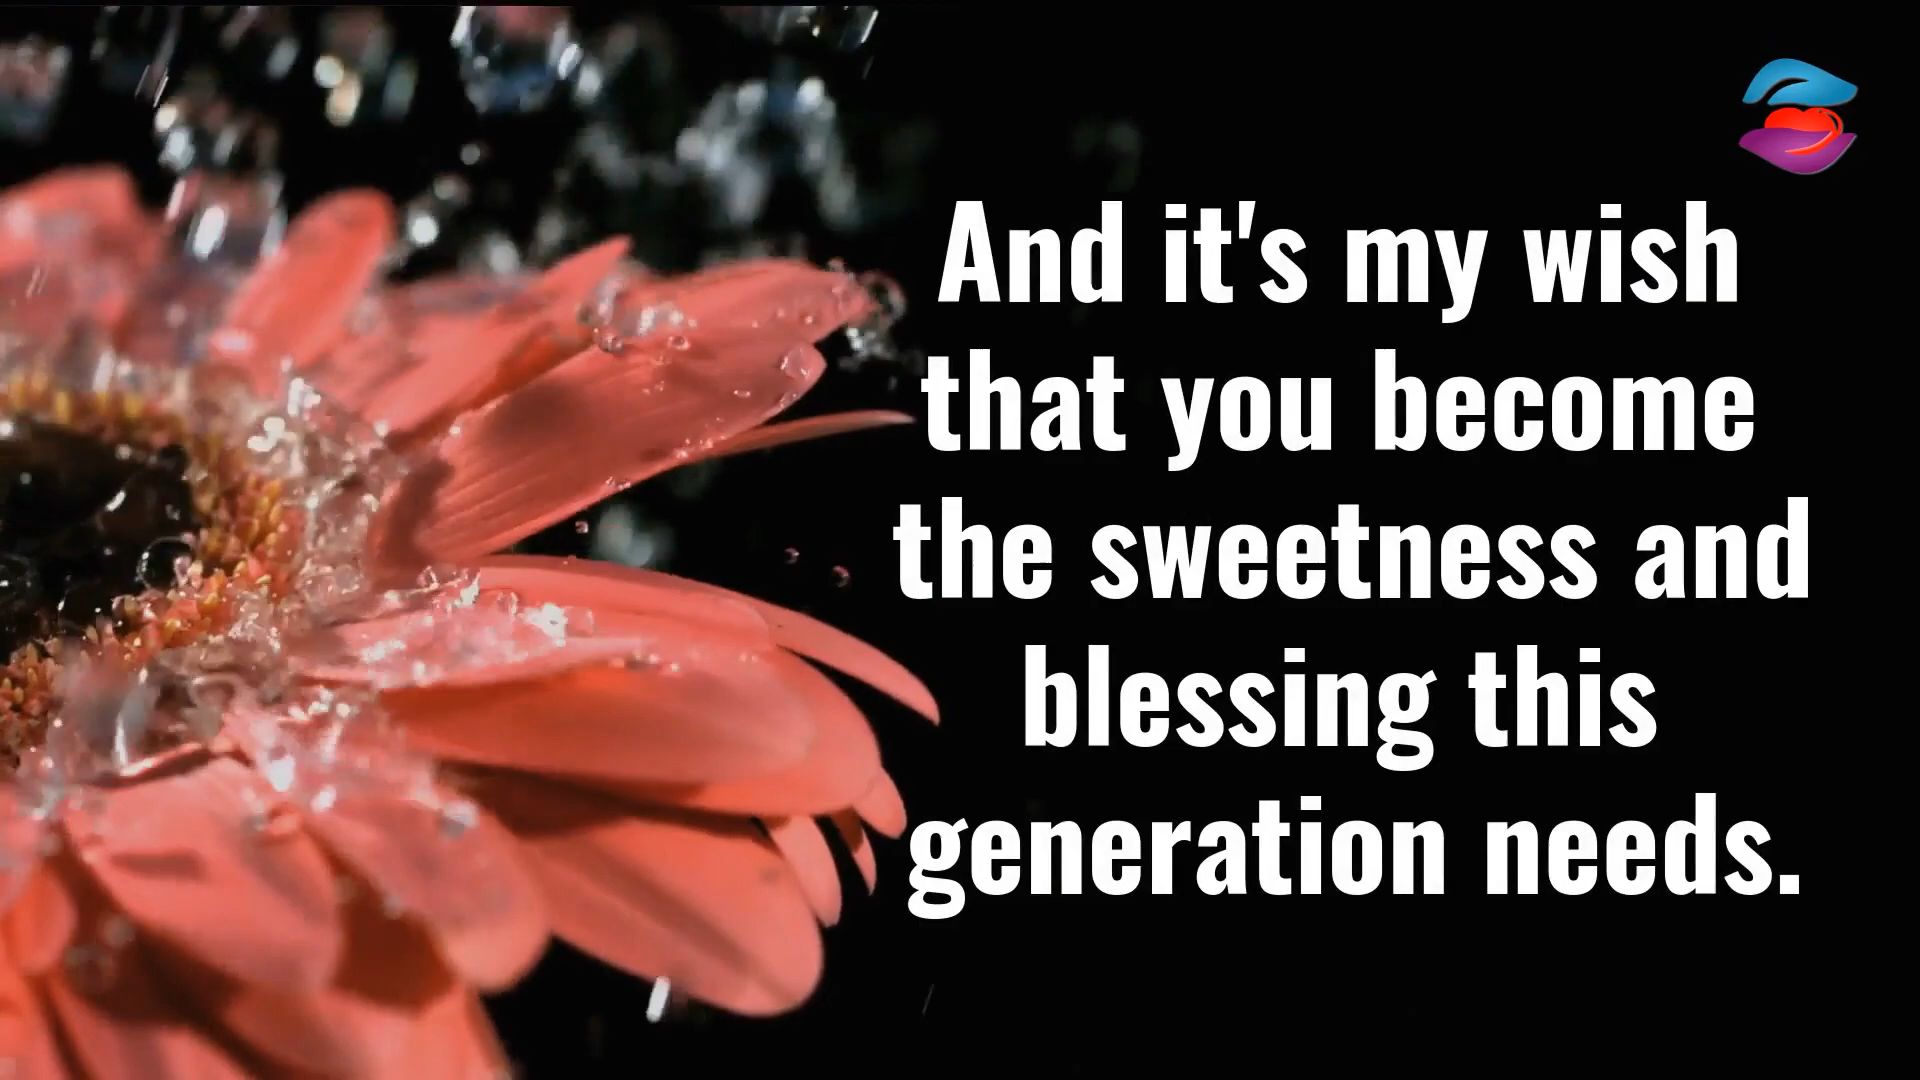 And it's my wish
that you become
the sweetness and
blessing this
generation needs.